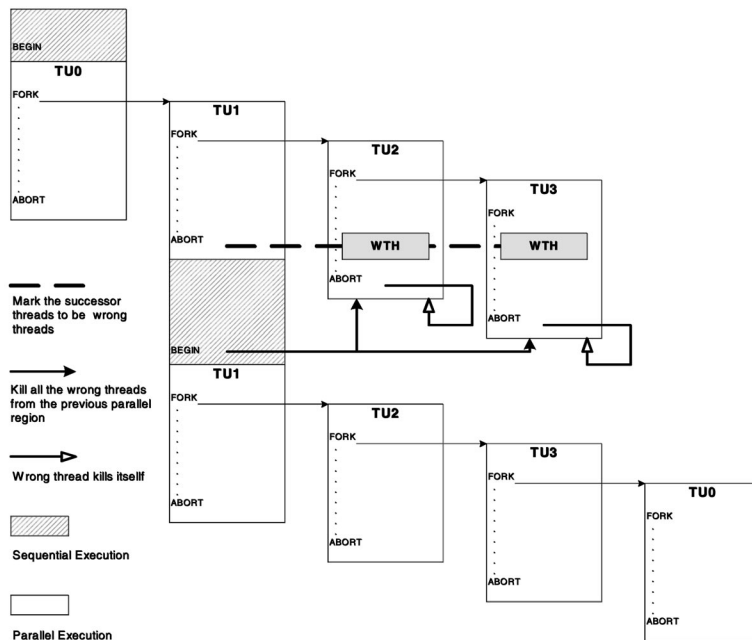 BEGIN
TU0
FORK
ABORT
TU1
FORK
ABORT
TU2
FORK
WTH
ABORT
TU3
FORK
WTH
ABORT
BEGIN
TU1
FORK
ABORT
TU2
FORK
ABORT
TU3
FORK
ABORT
TU0
FORK
ABORT
Mark the successor
threads to be wrong
threads
Kill all the wrong threads
from the previous parallel
region
Wrong thread kills itsellf
Sequential Execution
Parallel Execution